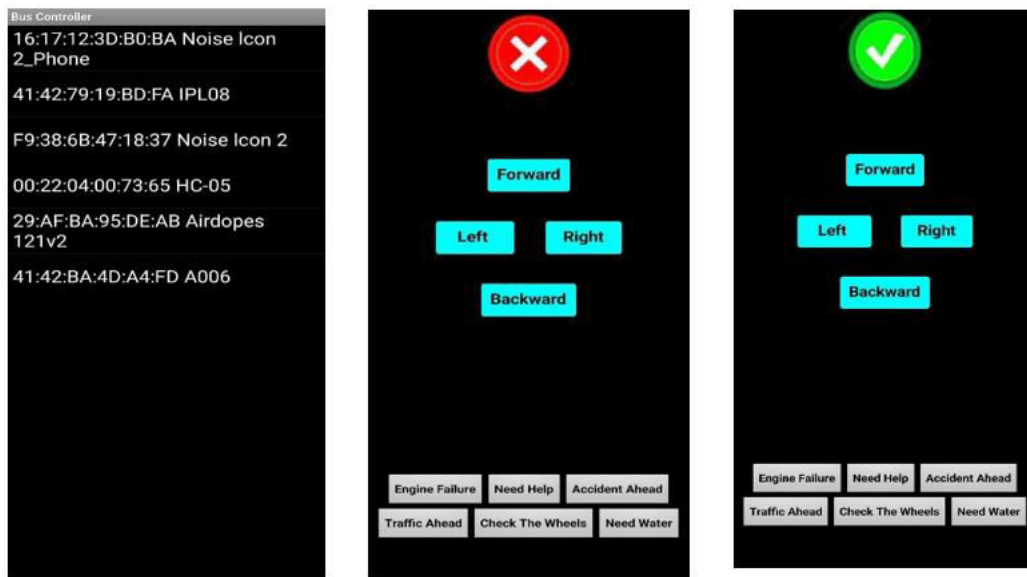 Bus Controller
16:17:12:3D:B0:BA Noise Icon
2_Phone
41:42:79:19:BD:FA IPL08
F9:38:6B:47:18:37 Noise Icon 2
00:22:04:00:73:65 HC-05
29:AF:BA:95:DE:AB Airdopes
121v2
41:42:BA:4D:A4:FD A006
Forward
Left Right
Backward
Engine Failure Need Help Accident Ahead
Traffic Ahead Check The Wheels Need Water
Forward
Left Right
Backward
Engine Failure Need Help Accident Ahead
Traffic Ahead Check The Wheels Need Water